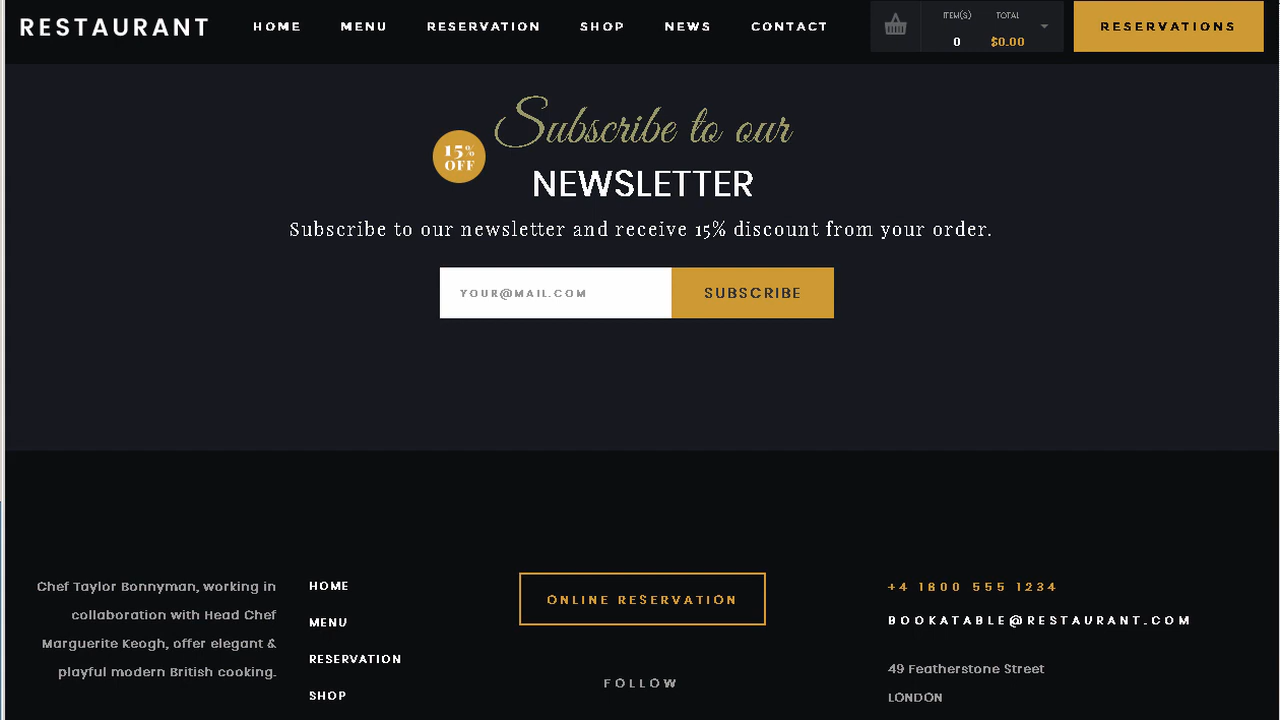 RESTAURANT HOME MENU RESERVATION SHOP NEWS CONTACT ITEM(S) TOTAL RESERVATIONS
0 $0.00
Subscribe to our
15%
OFF
NEWSLETTER
Subscribe to our newsletter and receive 15% discount from your order.
YOUR@MAIL.COM SUBSCRIBE
Chef Taylor Bonnyman, working in
collaboration with Head Chef
Marguerite Keogh, offer elegant &
playful modern British cooking.
HOME
MENU
RESERVATION
SHOP
ONLINE RESERVATION
FOLLOW
+4 1800 555 1234
BOOKATABLE@RESTAURANT.COM
49 Featherstone Street
LONDON